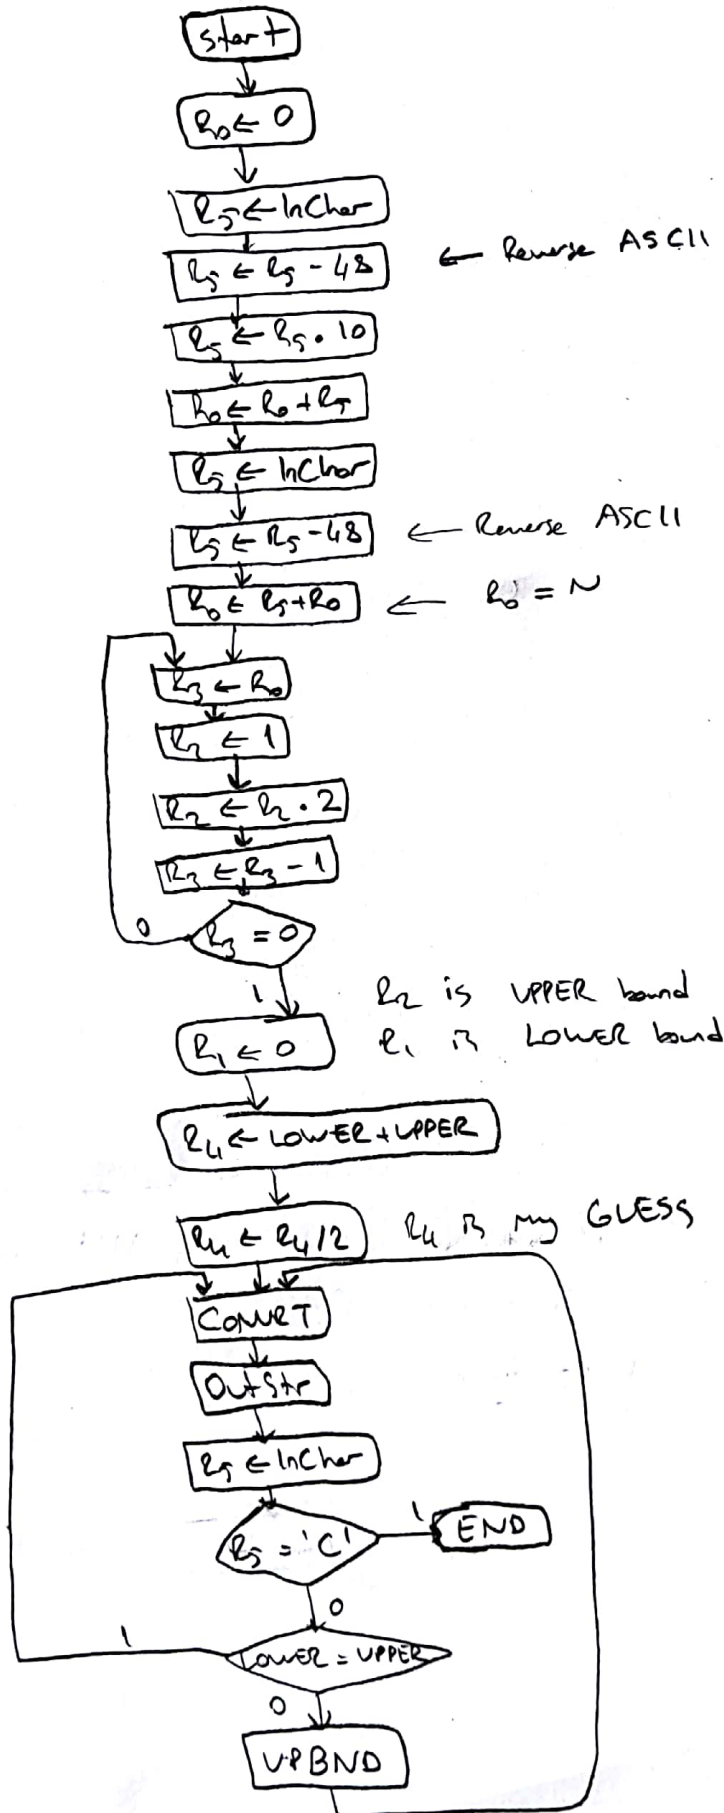 start
R0 ← 0
R5 ← InChar
R5 ← R5 - 48 ← Reverse ASCII
R5 ← R5 . 10
R0 ← R0 + R5
R5 ← InChar
R5 ← R5 - 48 ← Reverse ASCII
R0 ← R5 + R0 ← R0 = N
R3 ← R0
R2 ← 1
R2 ← R2 . 2
R3 ← R3 - 1
0 R3 = 0
1 R2 is UPPER bound
R1 ← 0 R1 is LOWER bound
R4 ← LOWER + UPPER
R4 ← R4 / 2 R4 is my GUESS
CONVRT
OutStr
R5 ← InChar
R5 = 'C' 1 END
0
1 LOWER = UPPER
0
UPBND